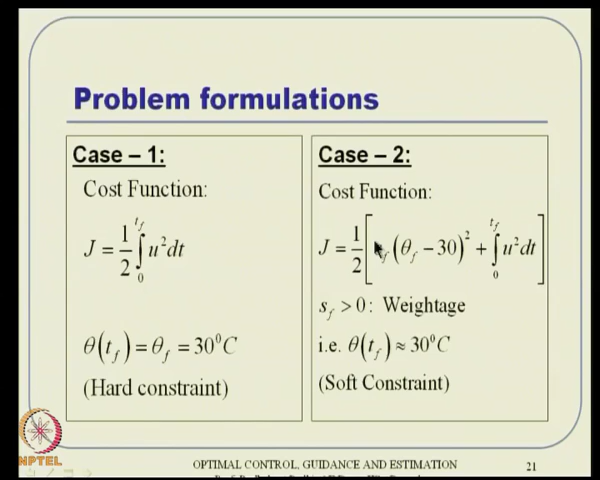 Problem formulations
Case – 1:
Cost Function:
J = 1/2 ∫₀^{t_f} u² dt
θ(t_f) = θ_f = 30⁰C
(Hard constraint)
Case – 2:
Cost Function:
J = 1/2 [ _f (θ_f − 30)² + ∫₀^{t_f} u² dt ]
s_f > 0 : Weightage
i.e. θ(t_f) ≈ 30⁰C
(Soft Constraint)
NPTEL
OPTIMAL CONTROL, GUIDANCE AND ESTIMATION
21